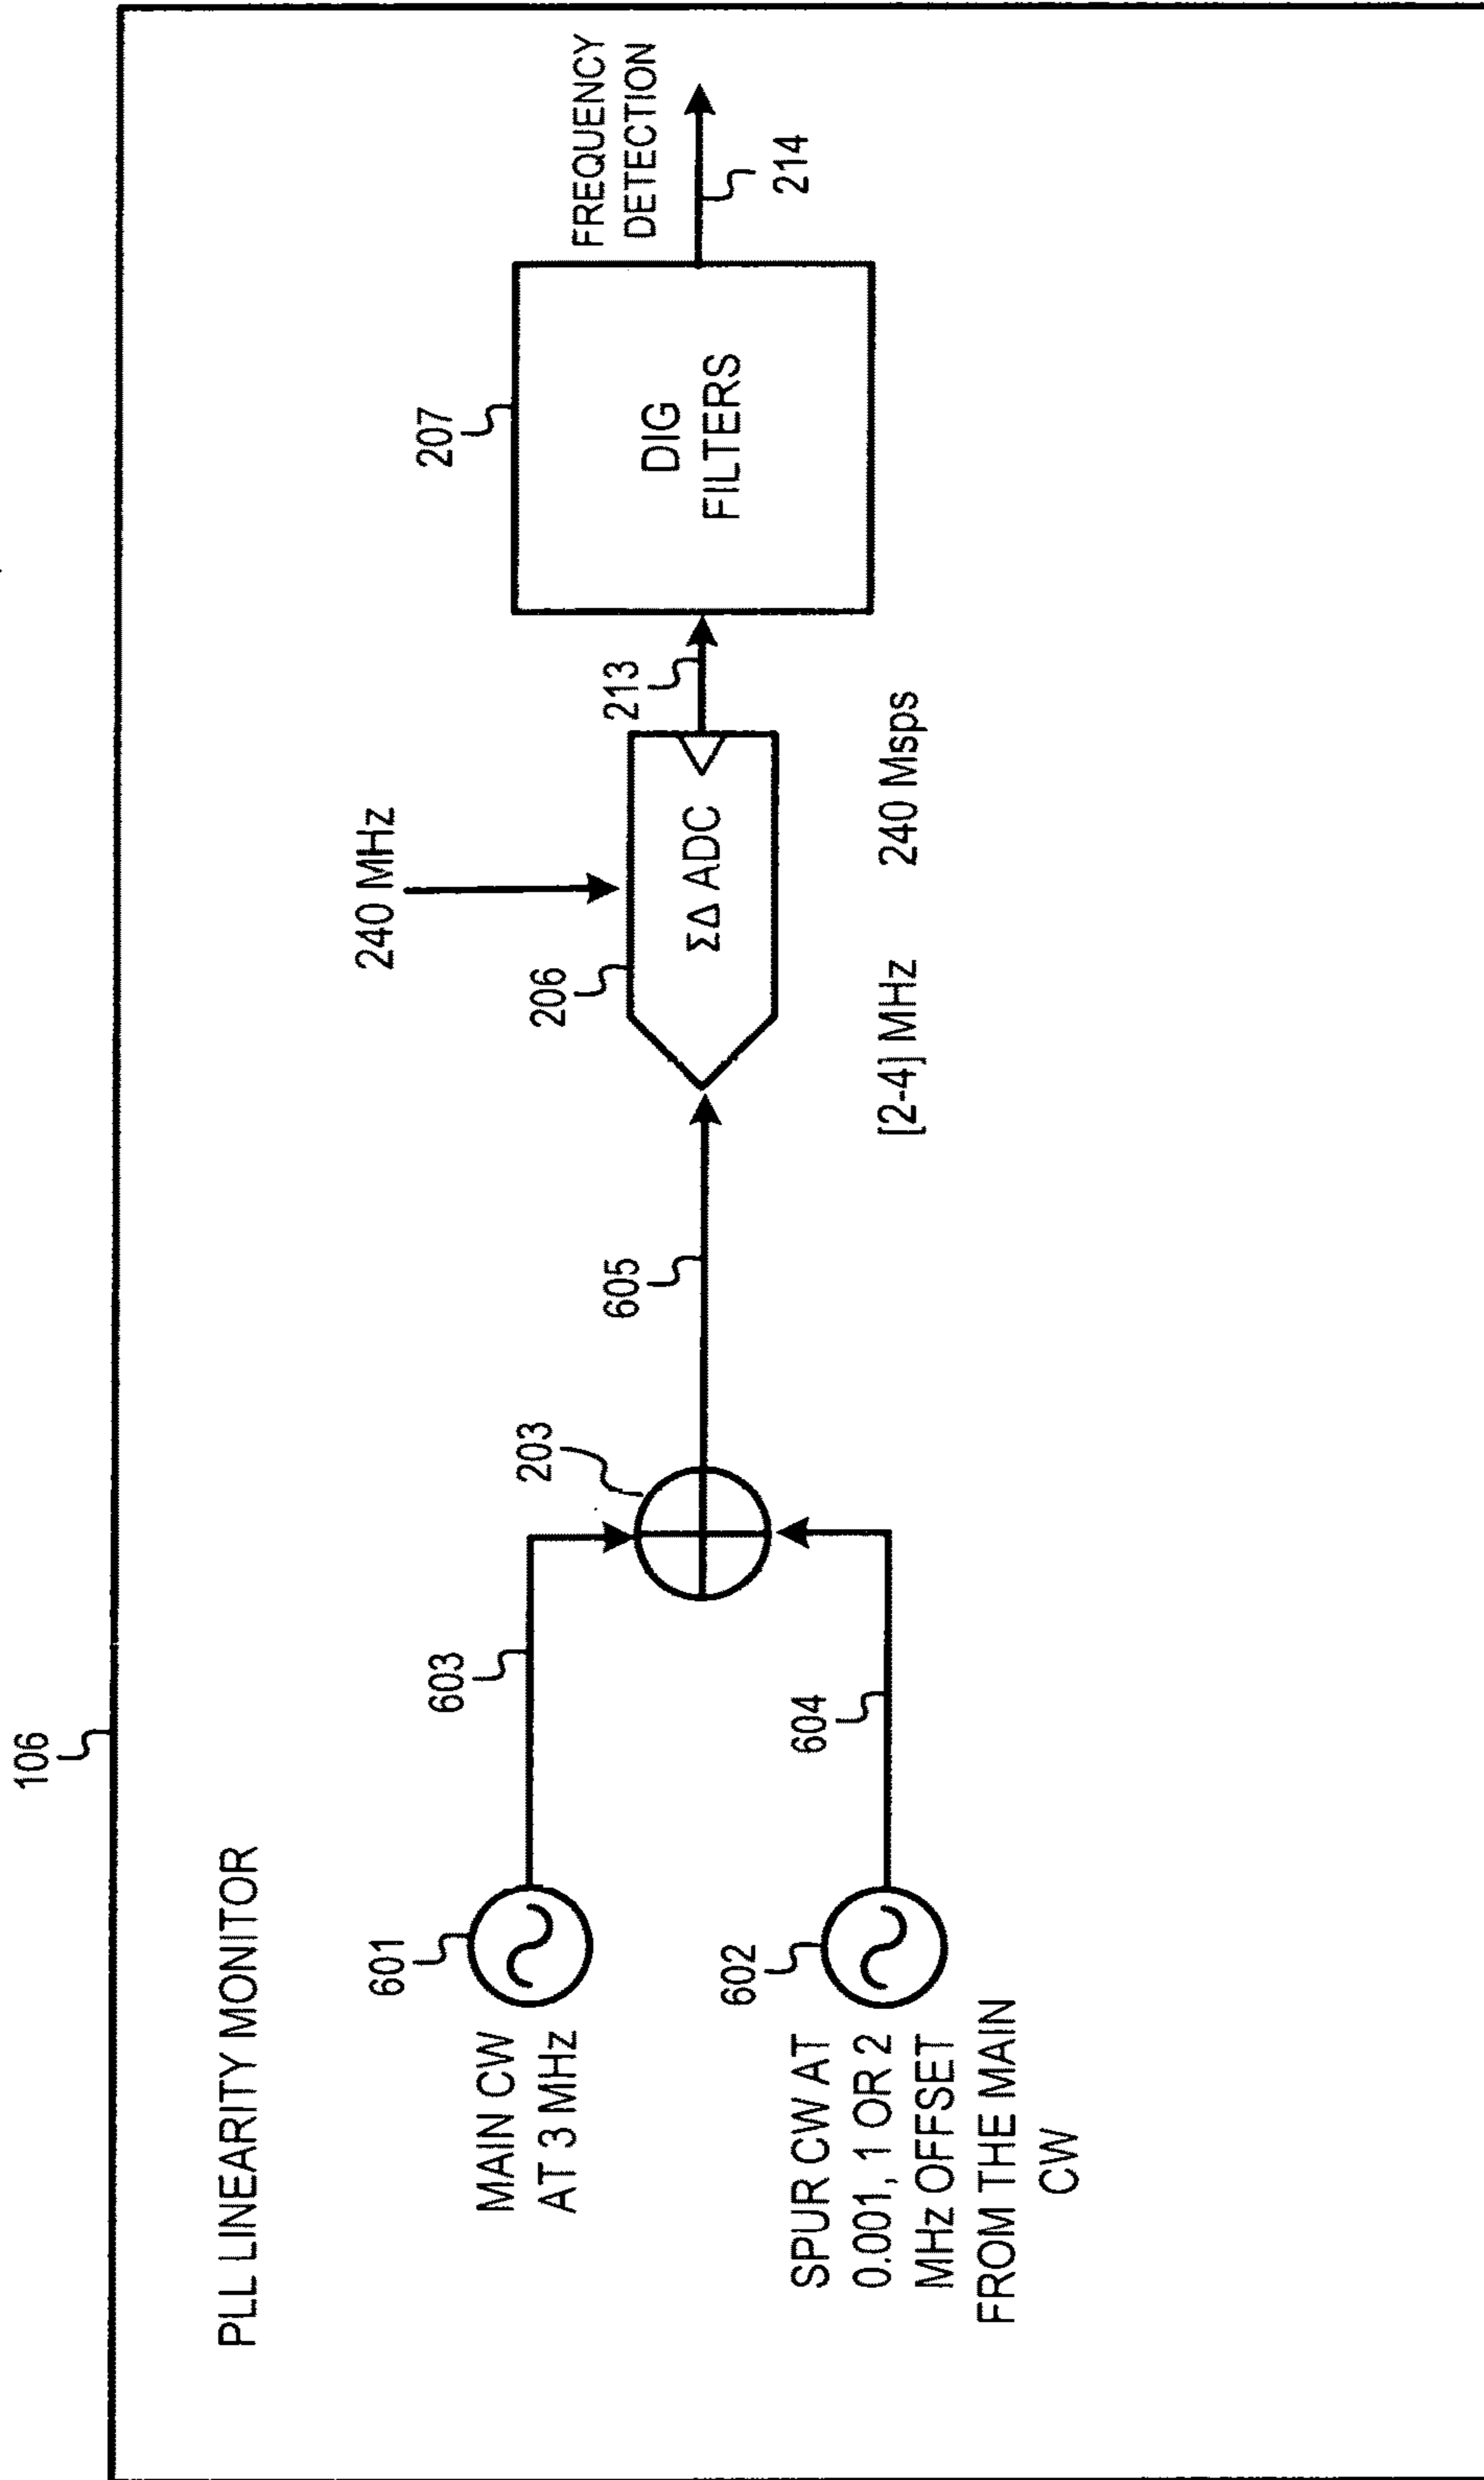 106
PLL LINEARITY MONITOR
601
MAIN CW
AT 3 MHz
603
602
SPUR CW AT
0.001, 1 OR 2
MHz OFFSET
FROM THE MAIN
CW
604
203
605
240 MHz
206
ΣΔ ADC
[2-4] MHz
240 Msps
213
207
DIG
FILTERS
FREQUENCY
DETECTION
214